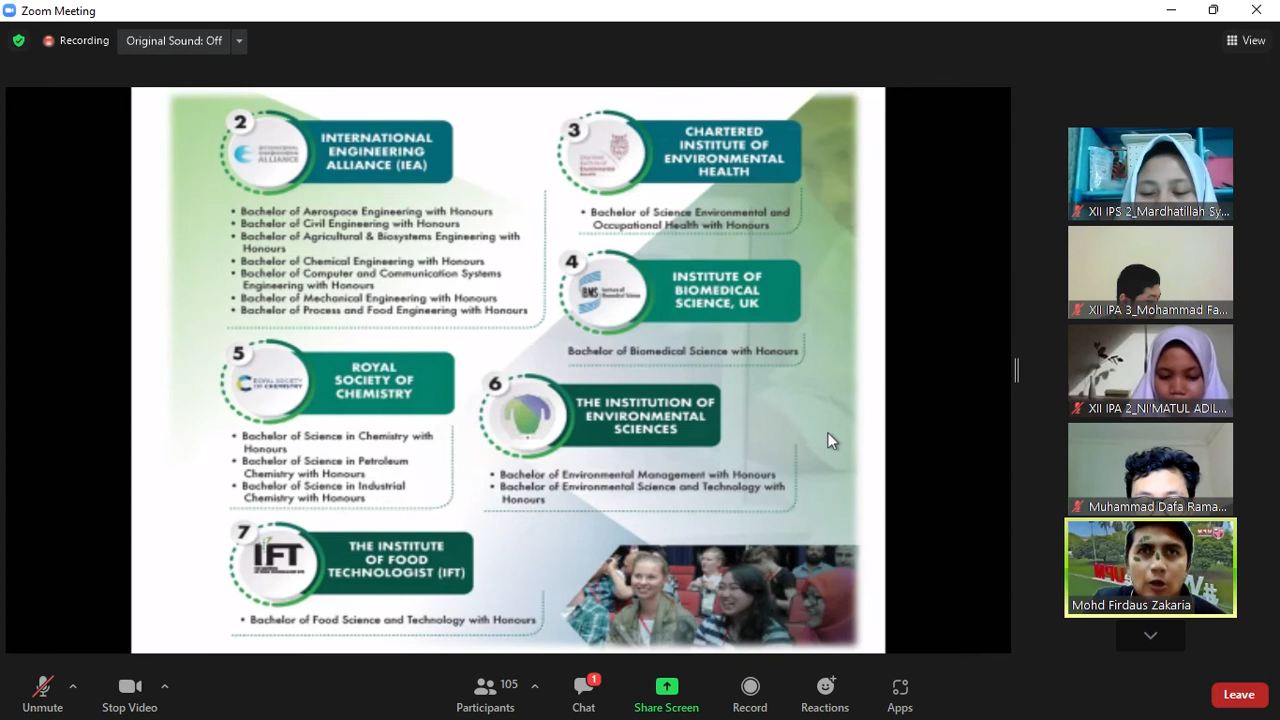 Zoom Meeting
Recording
Original Sound: Off
View
2
INTERNATIONAL
ENGINEERING
ALLIANCE (IEA)
• Bachelor of Aerospace Engineering with Honours
• Bachelor of Civil Engineering with Honours
• Bachelor of Agricultural & Biosystems Engineering with
Honours
• Bachelor of Chemical Engineering with Honours
• Bachelor of Computer and Communication Systems
Engineering with Honours
• Bachelor of Mechanical Engineering with Honours
• Bachelor of Process and Food Engineering with Honours
3
CHARTERED
INSTITUTE OF
ENVIRONMENTAL
HEALTH
• Bachelor of Science Environmental and
Occupational Health with Honours
4
INSTITUTE OF
BIOMEDICAL
SCIENCE, UK
Bachelor of Biomedical Science with Honours
5
ROYAL SOCIETY
OF CHEMISTRY
ROYAL
SOCIETY OF
CHEMISTRY
• Bachelor of Science in Chemistry with
Honours
• Bachelor of Science in Petroleum
Chemistry with Honours
• Bachelor of Science in Industrial
Chemistry with Honours
6
THE INSTITUTION OF
ENVIRONMENTAL
SCIENCES
• Bachelor of Environmental Management with Honours
• Bachelor of Environmental Science and Technology with
Honours
7
IFT
THE INSTITUTE
OF FOOD
TECHNOLOGIST (IFT)
• Bachelor of Food Science and Technology with Honours
XII IPS 2_Mardhatillah Sy...
XII IPA 3_Mohammad Fa...
XII IPA 2_NI'MATUL ADIL...
Muhammad Dafa Rama...
Mohd Firdaus Zakaria
Unmute
Stop Video
105
Participants
1
Chat
Share Screen
Record
Reactions
Apps
Leave